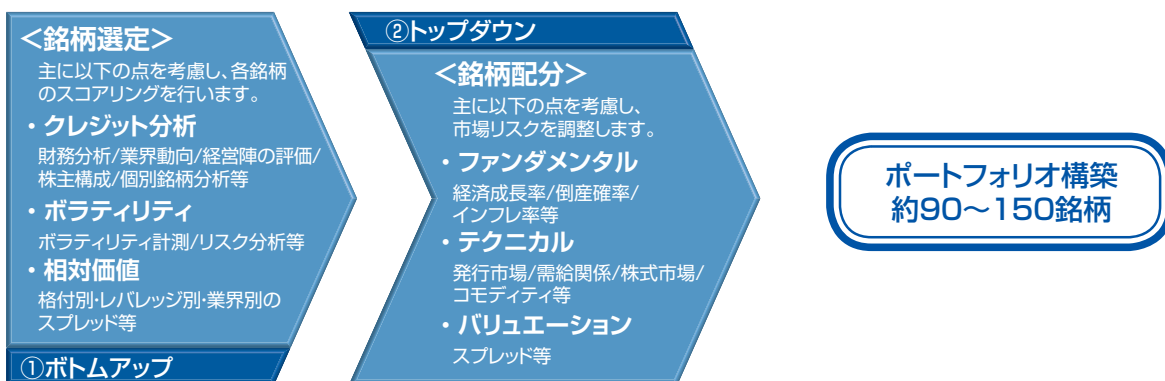 ＜銘柄選定＞
主に以下の点を考慮し、各銘柄
のスコアリングを行います。
・クレジット分析
財務分析/業界動向/経営陣の評価/
株主構成/個別銘柄分析等
・ボラティリティ
ボラティリティ計測/リスク分析等
・相対価値
格付別・レバレッジ別・業界別の
スプレッド等
①ボトムアップ
②トップダウン
＜銘柄配分＞
主に以下の点を考慮し、
市場リスクを調整します。
・ファンダメンタル
経済成長率/倒産確率/
インフレ率等
・テクニカル
発行市場/需給関係/株式市場/
コモディティ等
・バリュエーション
スプレッド等
ポートフォリオ構築
約90～150銘柄